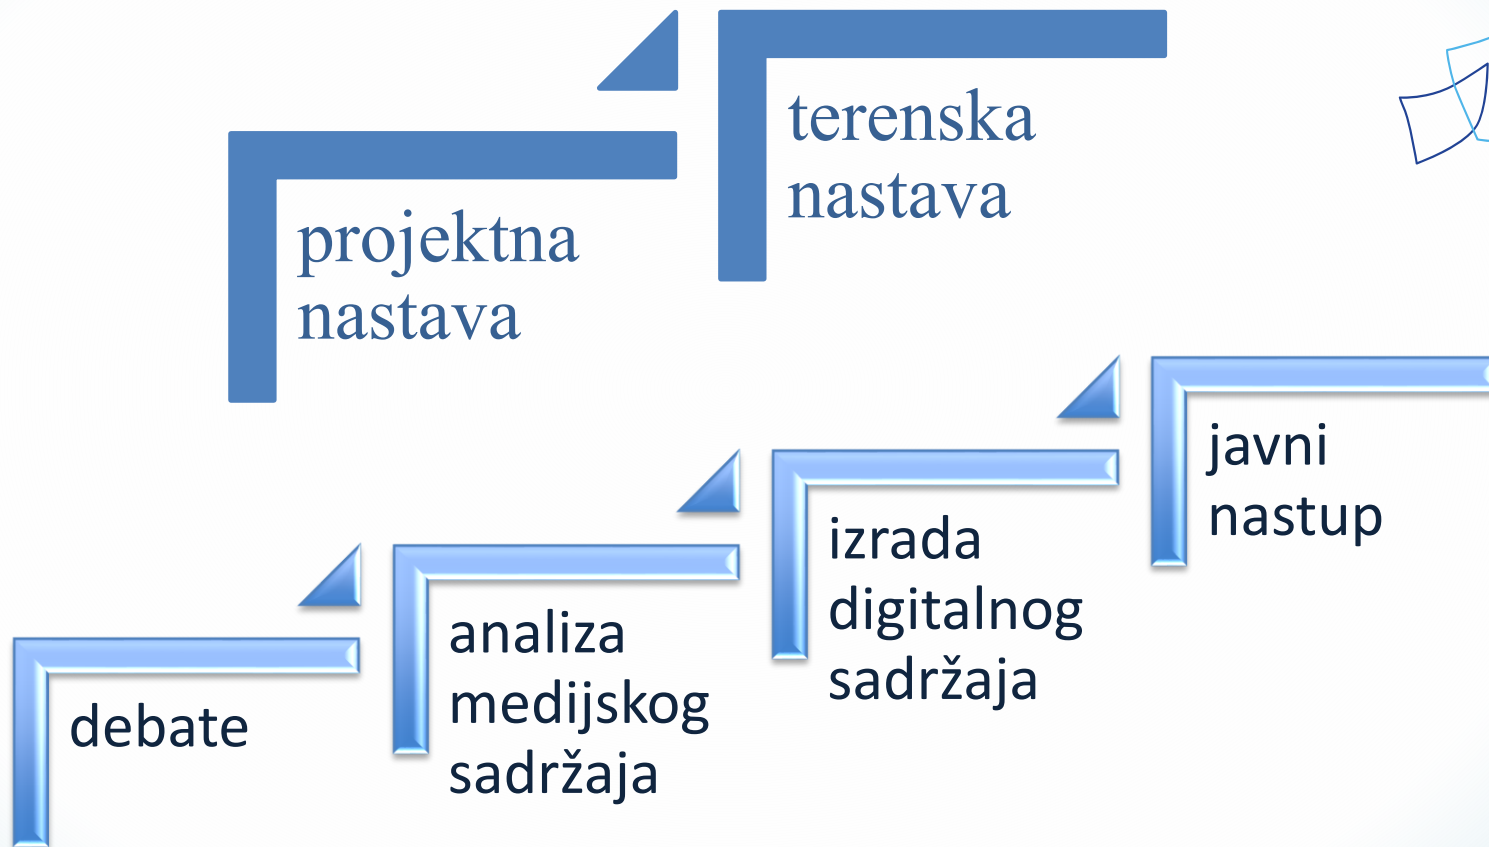 projektna
nastava
terenska
nastava
debate
analiza
medijskog
sadržaja
izrada
digitalnog
sadržaja
javni
nastup